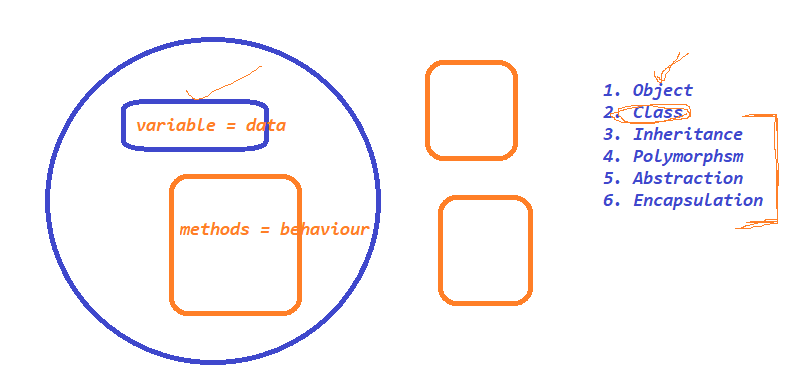 variable = data
methods = behaviour
1. Object
2. Class
3. Inheritance
4. Polymorphsm
5. Abstraction
6. Encapsulation